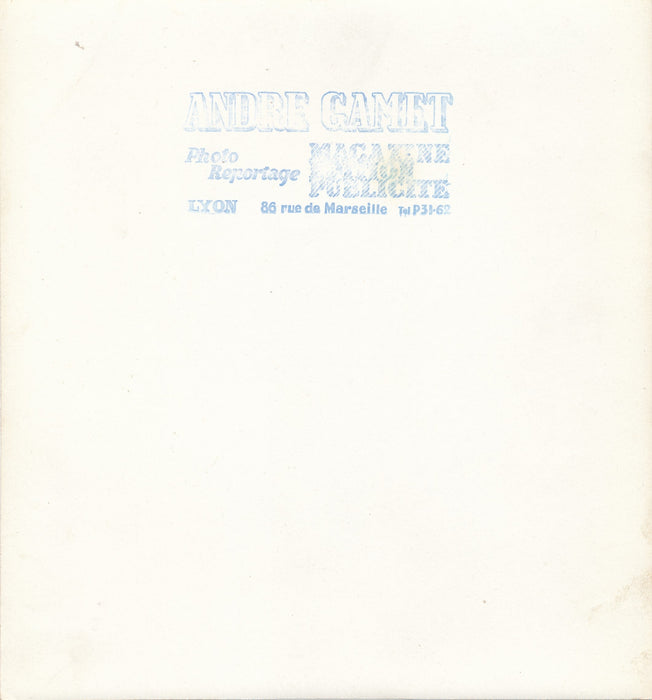 ANDRE GAMET
Photo
Reportage
MAGAZINE
PUBLICITE
LYON 86 rue de Marseille Tel P31-62